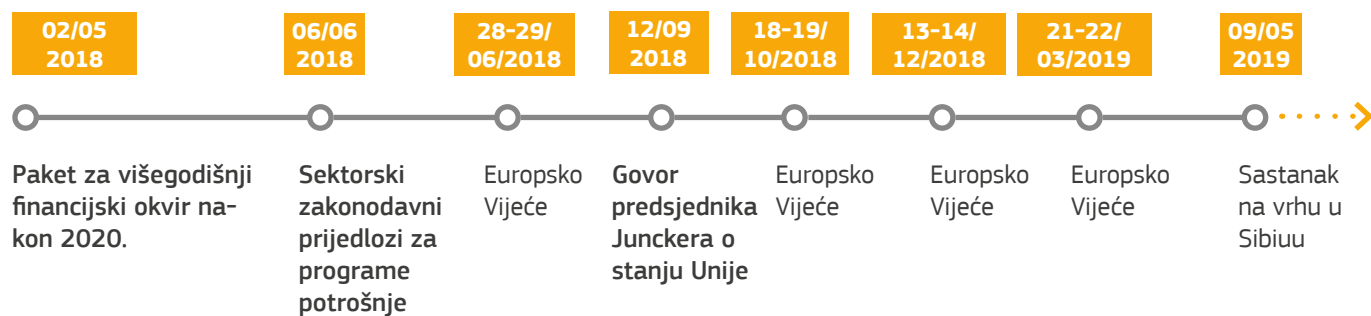 02/05
2018
06/06
2018
28-29/
06/2018
12/09
2018
18-19/
10/2018
13-14/
12/2018
21-22/
03/2019
09/05
2019
Paket za višegodišnji
financijski okvir na-
kon 2020.
Sektorski
zakonodavni
prijedlozi za
programe
potrošnje
Europsko
Vijeće
Govor
predsjednika
Junckera o
stanju Unije
Europsko
Vijeće
Europsko
Vijeće
Europsko
Vijeće
Sastanak
na vrhu u
Sibiuu